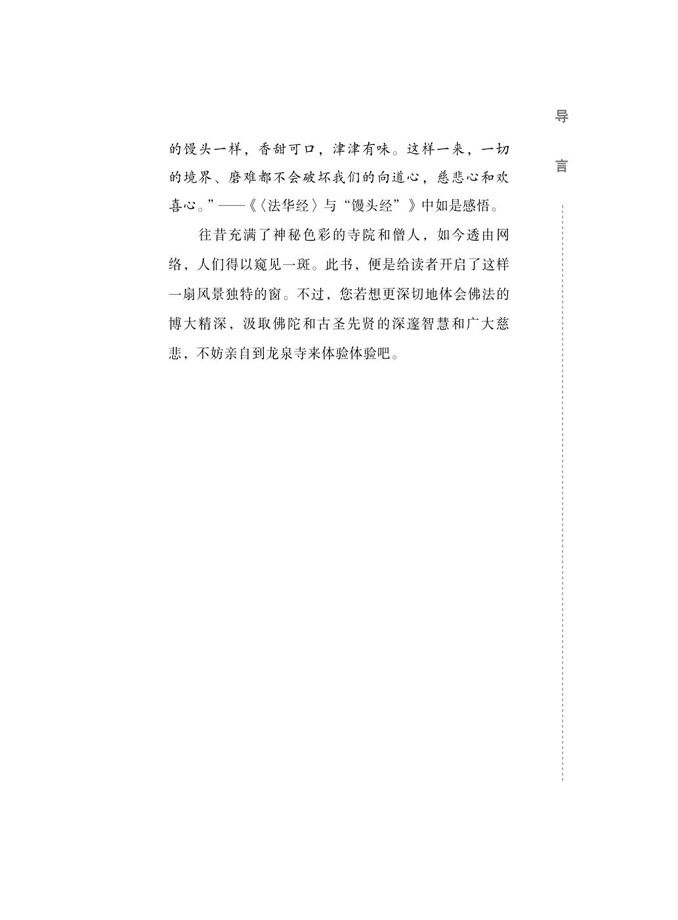 导言
的馒头一样，香甜可口，津津有味。这样一来，一切
的境界、磨难都不会破坏我们的向道心，慈悲心和欢
喜心。”——《〈法华经〉与“馒头经”》中如是感悟。
往昔充满了神秘色彩的寺院和僧人，如今透由网
络，人们得以窥见一斑。此书，便是给读者开启了这样
一扇风景独特的窗。不过，您若想更深切地体会佛法的
博大精深，汲取佛陀和古圣先贤的深邃智慧和广大慈
悲，不妨亲自到龙泉寺来体验体验吧。